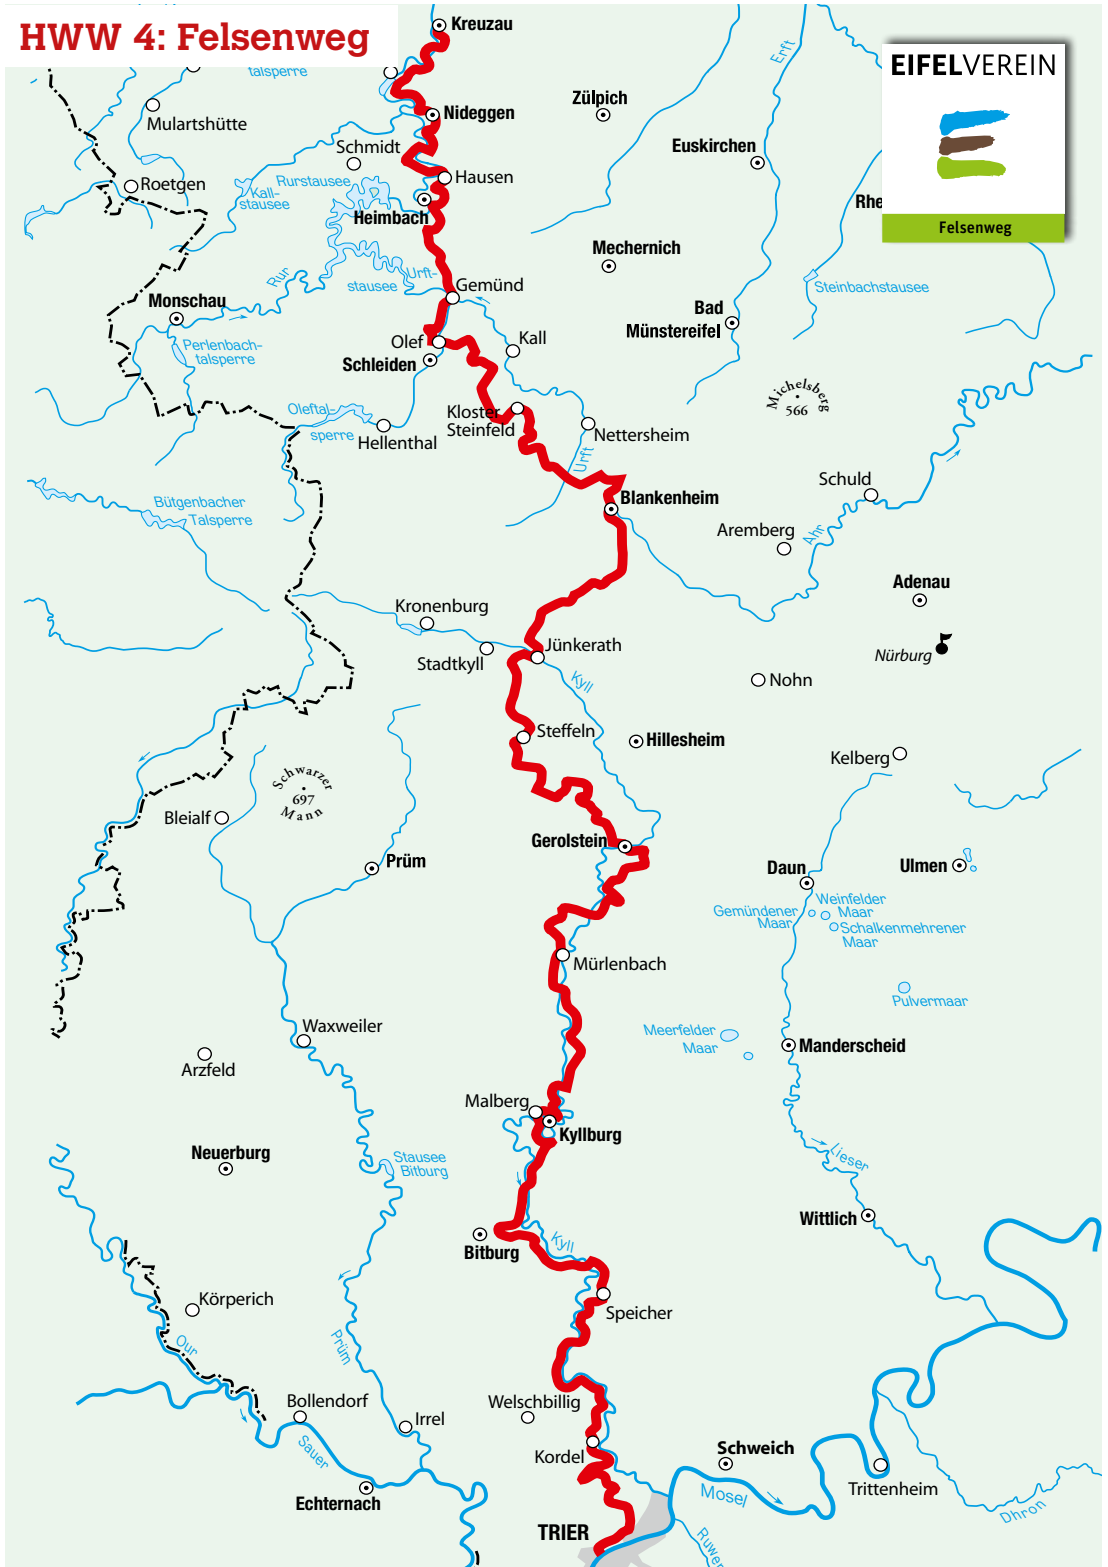 HWW 4: Felsenweg
EIFELVEREIN
Felsenweg
Kreuzau
talsperre
Mulartshütte
Nideggen
Zülpich
Erft
Euskirchen
Schmidt
Roetgen
Rurstausee
Kall-
stausee
Hausen
Heimbach
Rhe
Mechernich
Rur
Urft-
stausee
Gemünd
Steinbachstausee
Monschau
Bad
Münstereifel
Perlenbach-
talsperre
Olef
Kall
Schleiden
Michelsberg
566
Oleftal-
sperre
Hellenthal
Kloster
Steinfeld
Nettersheim
Urft
Bütgenbacher
Talsperre
Blankenheim
Schuld
Aremberg
Ahr
Adenau
Kronenburg
Stadtkyll
Jünkerath
Nürburg
Kyll
Nohn
Steffeln
Hillesheim
Kelberg
Schwarzer
697
Mann
Bleialf
Gerolstein
Prüm
Daun
Ulmen
Weinfelder
Maar
Gemündener
Maar
Schalkenmehrener
Maar
Mürlenbach
Pulvermaar
Waxweiler
Meerfelder
Maar
Manderscheid
Arzfeld
Malberg
Kyllburg
Neuerburg
Stausee
Bitburg
Lieser
Wittlich
Bitburg
Kyll
Körperich
Speicher
Our
Prüm
Bollendorf
Irrel
Welschbillig
Sauer
Kordel
Schweich
Echternach
Mosel
Trittenheim
Dhron
TRIER
Ruwer